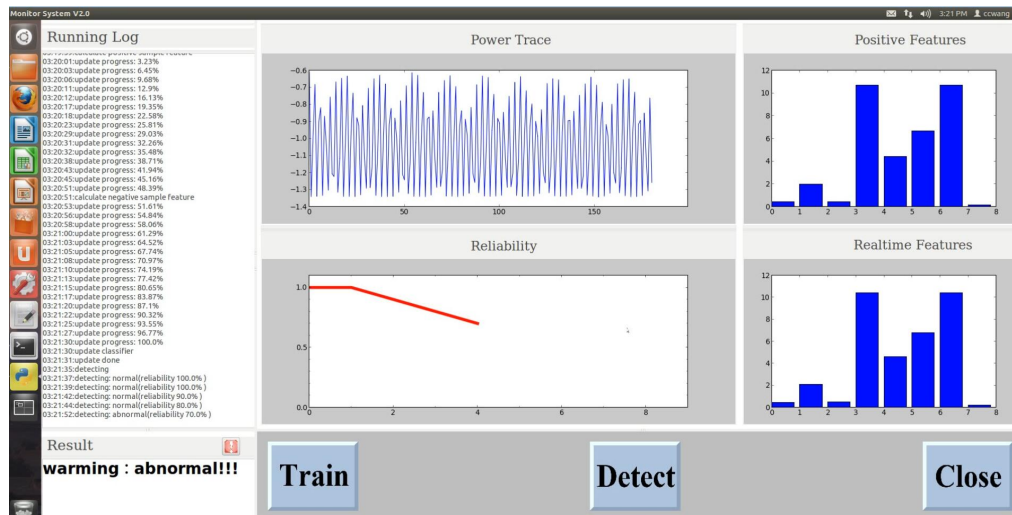 Monitor System V2.0
3:21 PM ccwang
Running Log
03:19:59:calculate positive sample feature
03:20:01:update progress: 3.23%
03:20:03:update progress: 6.45%
03:20:06:update progress: 9.68%
03:20:11:update progress: 12.9%
03:20:12:update progress: 16.13%
03:20:17:update progress: 19.35%
03:20:18:update progress: 22.58%
03:20:23:update progress: 25.81%
03:20:29:update progress: 29.03%
03:20:31:update progress: 32.26%
03:20:32:update progress: 35.48%
03:20:38:update progress: 38.71%
03:20:43:update progress: 41.94%
03:20:45:update progress: 45.16%
03:20:51:update progress: 48.39%
03:20:51:calculate negative sample feature
03:20:53:update progress: 51.61%
03:20:56:update progress: 54.84%
03:20:58:update progress: 58.06%
03:21:00:update progress: 61.29%
03:21:03:update progress: 64.52%
03:21:05:update progress: 67.74%
03:21:08:update progress: 70.97%
03:21:10:update progress: 74.19%
03:21:13:update progress: 77.42%
03:21:15:update progress: 80.65%
03:21:17:update progress: 83.87%
03:21:20:update progress: 87.1%
03:21:22:update progress: 90.32%
03:21:25:update progress: 93.55%
03:21:27:update progress: 96.77%
03:21:30:update progress: 100.0%
03:21:30:update classifier
03:21:31:update done
03:21:35:detecting
03:21:37:detecting: normal(reliability 100.0% )
03:21:39:detecting: normal(reliability 100.0% )
03:21:42:detecting: normal(reliability 90.0% )
03:21:44:detecting: normal(reliability 80.0% )
03:21:52:detecting: abnormal(reliability 70.0% )
Result
warming : abnormal!!!
Power Trace
−0.6
−0.7
−0.8
−0.9
−1.0
−1.1
−1.2
−1.3
−1.4
0 50 100 150
Positive Features
12
10
8
6
4
2
0
0 1 2 3 4 5 6 7 8
Reliability
1.0
0.5
0.0
0 2 4 6 8
Realtime Features
12
10
8
6
4
2
0
0 1 2 3 4 5 6 7 8
Train Detect Close